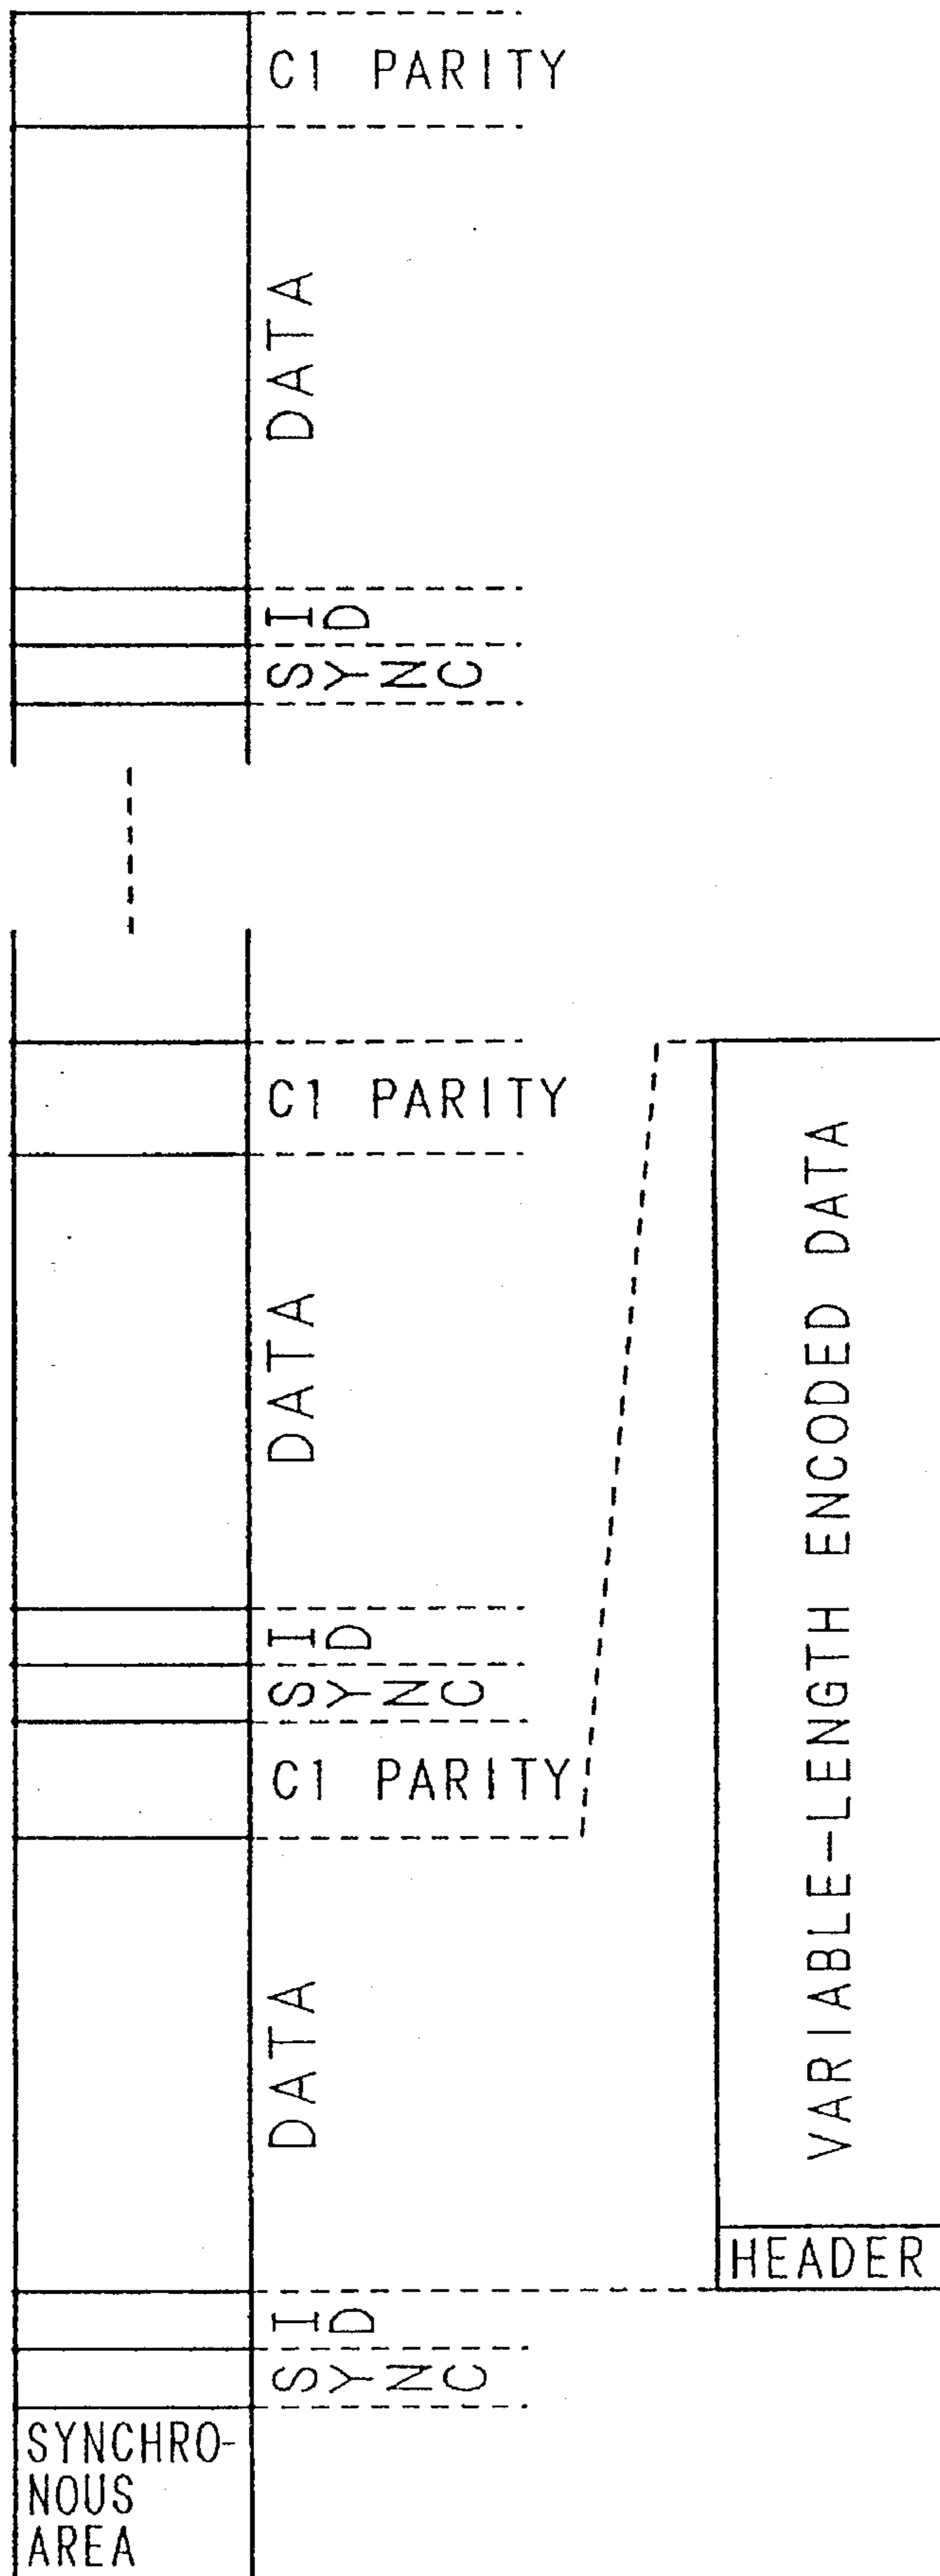 C1 PARITY
DATA
ID
SYNC
C1 PARITY
DATA
ID
SYNC
C1 PARITY
DATA
ID
SYNC
SYNCHRO-
NOUS
AREA
VARIABLE-LENGTH ENCODED DATA
HEADER